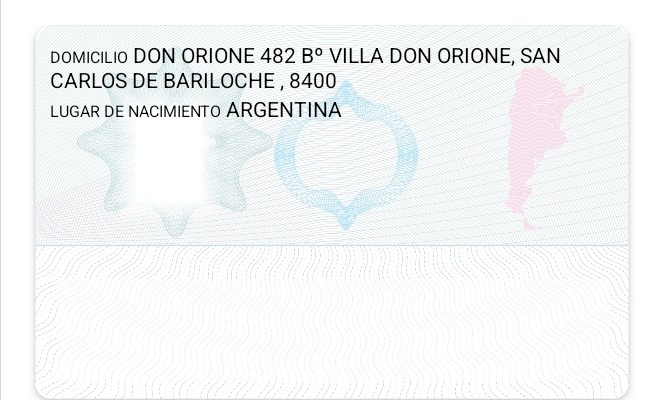 DOMICILIO DON ORIONE 482 Bº VILLA DON ORIONE, SAN
CARLOS DE BARILOCHE , 8400
LUGAR DE NACIMIENTO ARGENTINA